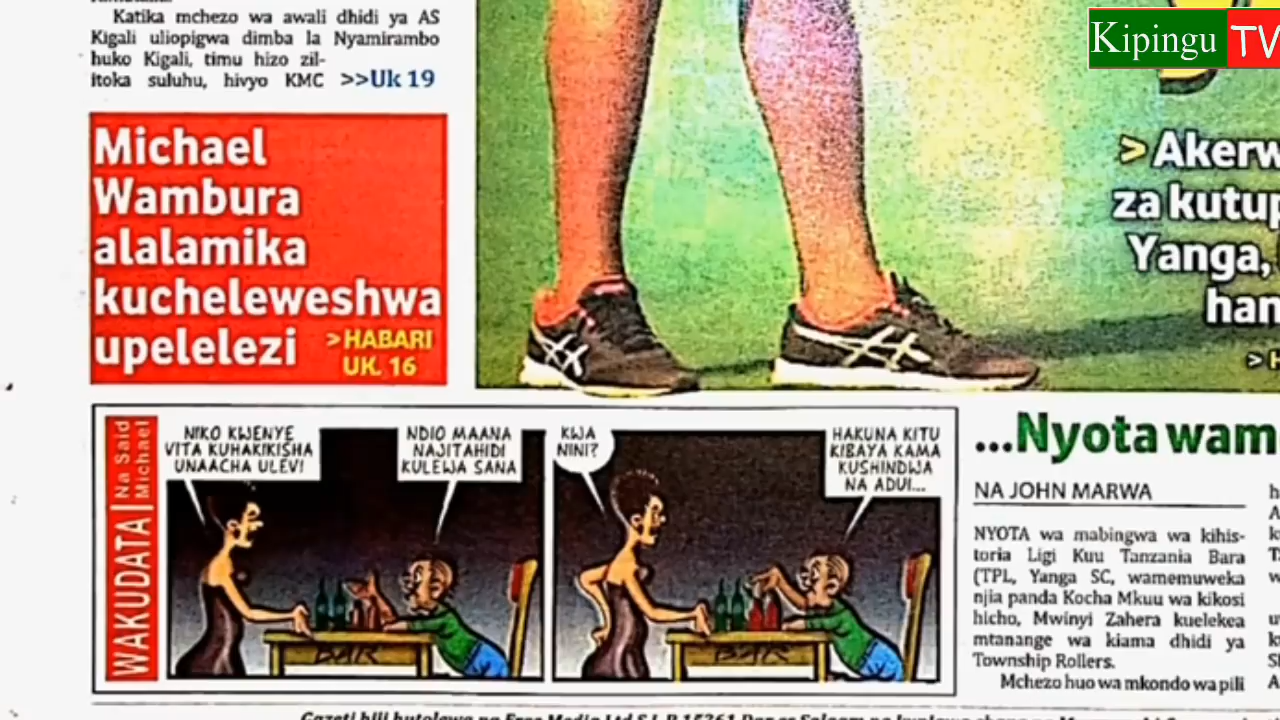 Katika mchezo wa awali dhidi ya AS
Kigali uliopigwa dimba la Nyamirambo
huko Kigali, timu hizo zil-
itoka suluhu, hivyo KMC >>Uk 19
Michael
Wambura
alalamika
kucheleweshwa
upelelezi
>HABARI
UK. 16
Kipingu TV
> Akerw
za kutup
Yanga,
han
WAKUDATA
Na Said
Michael
NIKO KWENYE
VITA KUHAKIKISHA
UNAACHA ULEVI
NDIO MAANA
NAJITAHIDI
KULEWA SANA
BAR
KWA
NINI?
HAKUNA KITU
KIBAYA KAMA
KUSHINDWA
NA ADUI...
BAR
...Nyota wam
NA JOHN MARWA
NYOTA wa mabingwa wa kihis-
toria Ligi Kuu Tanzania Bara
(TPL, Yanga SC, wamemuweka
njia panda Kocha Mkuu wa kikosi
hicho, Mwinyi Zahera kuelekea
mtanange wa kiama dhidi ya
Township Rollers.
Mchezo huo wa mkondo wa pili